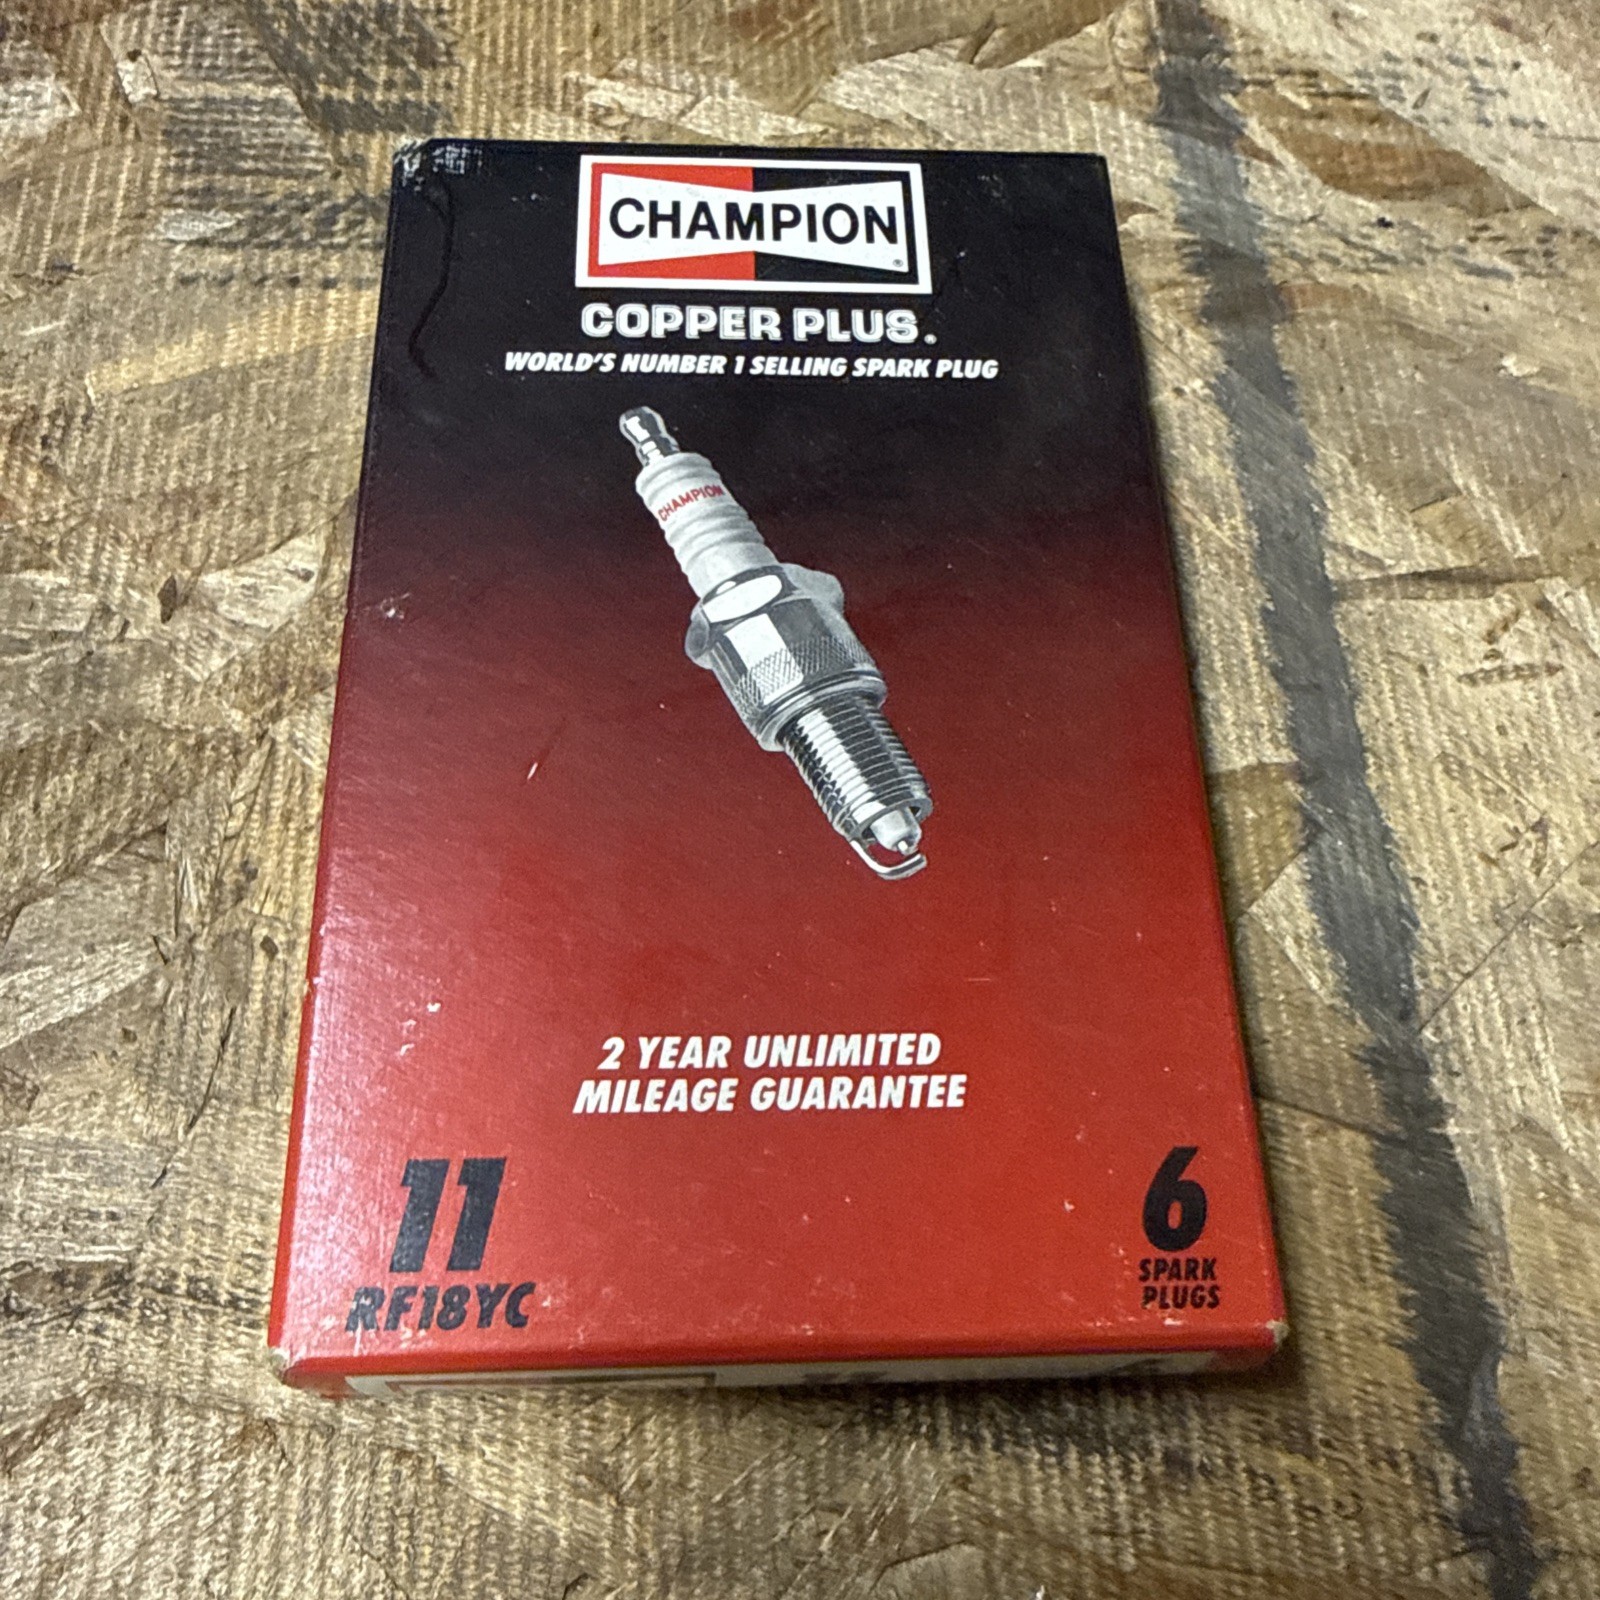 CHAMPION®
COPPER PLUS®
WORLD'S NUMBER 1 SELLING SPARK PLUG
CHAMPION
2 YEAR UNLIMITED
MILEAGE GUARANTEE
11
RF18YC
6
SPARK
PLUGS